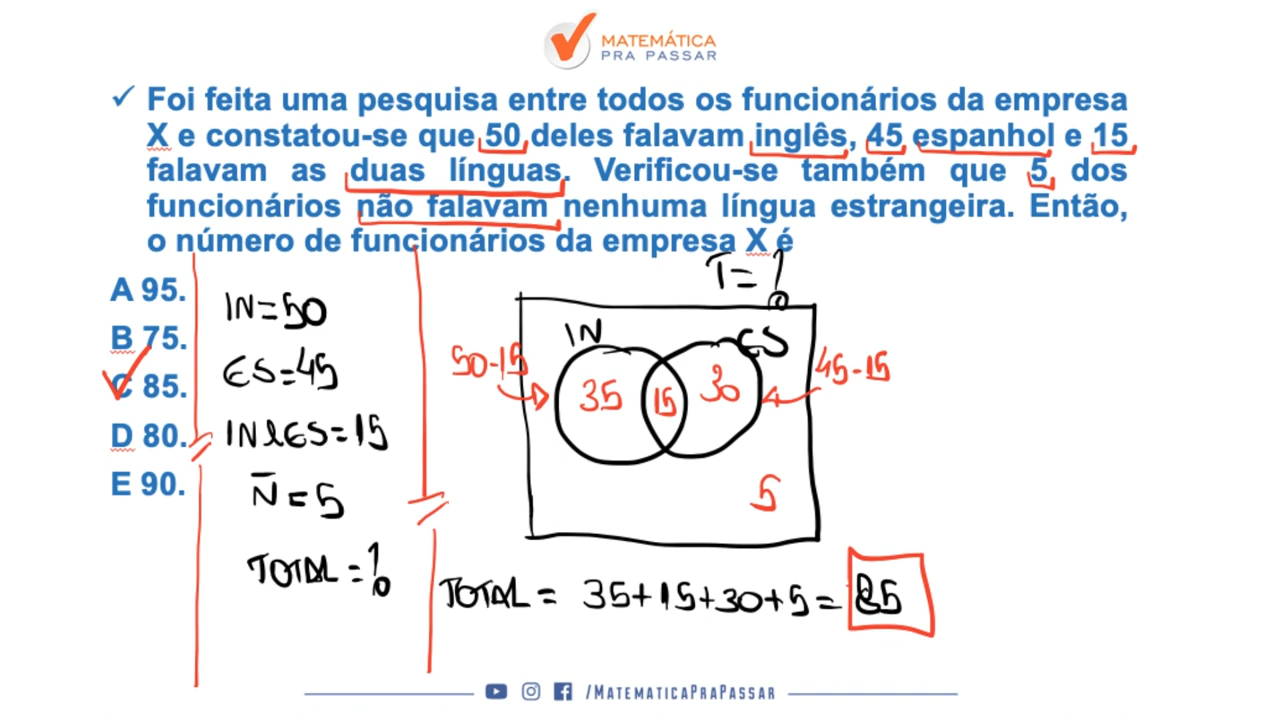 MATEMÁTICA
PRA PASSAR
✓ Foi feita uma pesquisa entre todos os funcionários da empresa
X e constatou-se que 50 deles falavam inglês, 45 espanhol e 15
falavam as duas línguas. Verificou-se também que 5 dos
funcionários não falavam nenhuma língua estrangeira. Então,
o número de funcionários da empresa X é
A 95.
B 75.
C 85.
D 80.
E 90.
IN=50
ES=45
IN&ES=15
N̄=5
TOTAL=?
T=?
IN
ES
50-15
35
15
30
45-15
5
TOTAL = 35+15+30+5=85
/MATEMATICAPRAPASSAR